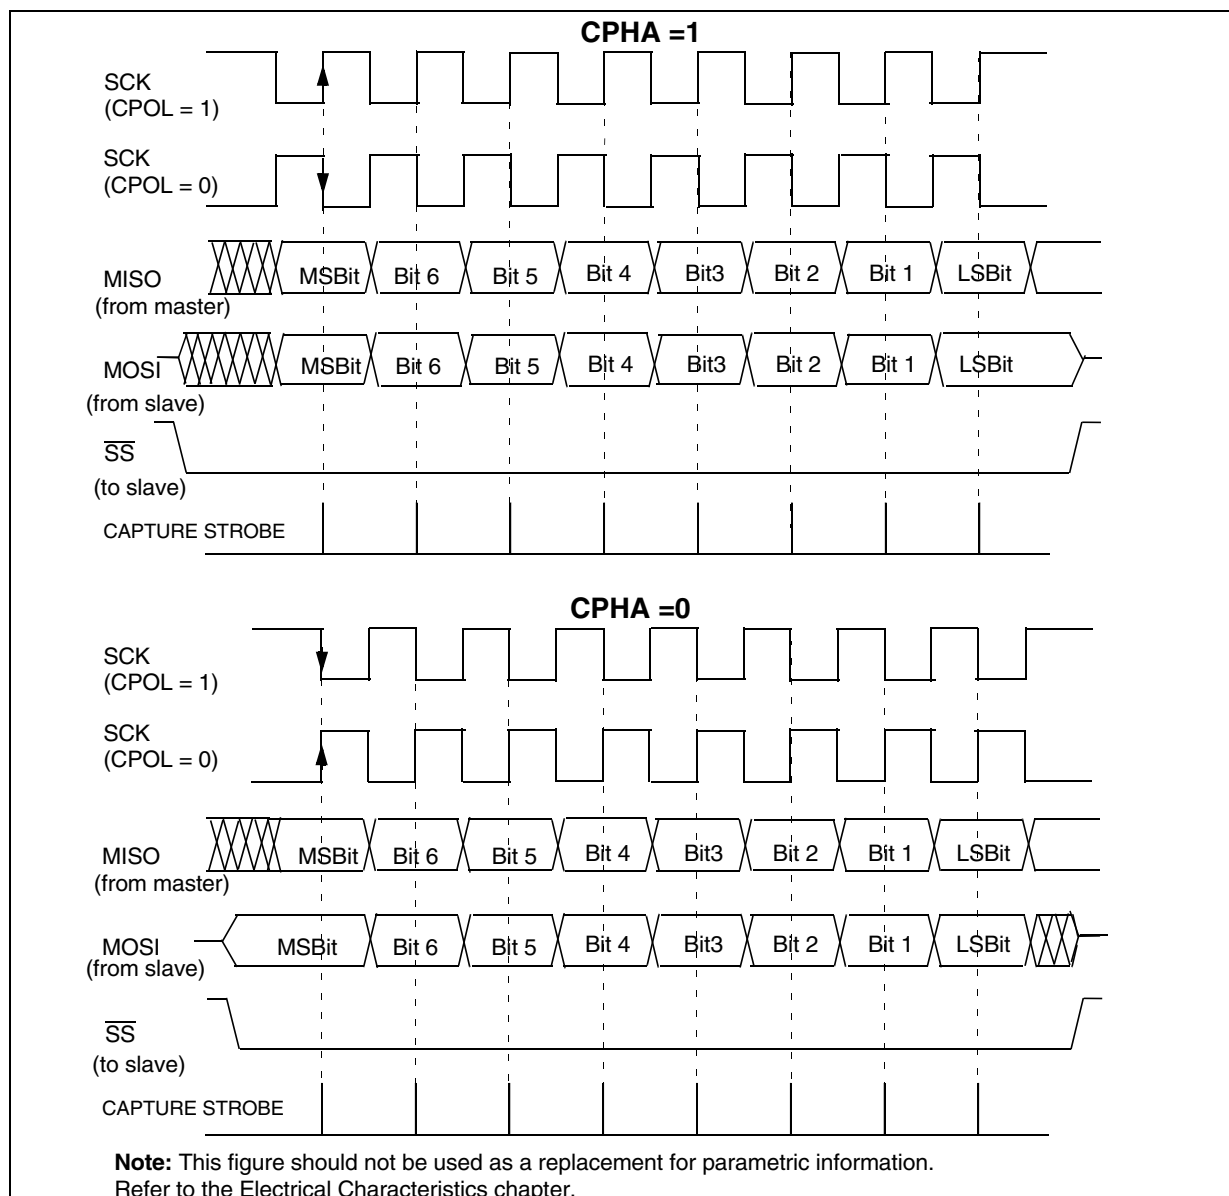 CPHA =1
SCK
(CPOL = 1)
SCK
(CPOL = 0)
MISO
(from master)
MSBit Bit 6 Bit 5 Bit 4 Bit3 Bit 2 Bit 1 LSBit
MOSI
(from slave)
MSBit Bit 6 Bit 5 Bit 4 Bit3 Bit 2 Bit 1 LSBit
SS
(to slave)
CAPTURE STROBE
CPHA =0
SCK
(CPOL = 1)
SCK
(CPOL = 0)
MISO
(from master)
MSBit Bit 6 Bit 5 Bit 4 Bit3 Bit 2 Bit 1 LSBit
MOSI
(from slave)
MSBit Bit 6 Bit 5 Bit 4 Bit3 Bit 2 Bit 1 LSBit
SS
(to slave)
CAPTURE STROBE
Note: This figure should not be used as a replacement for parametric information.
Refer to the Electrical Characteristics chapter.